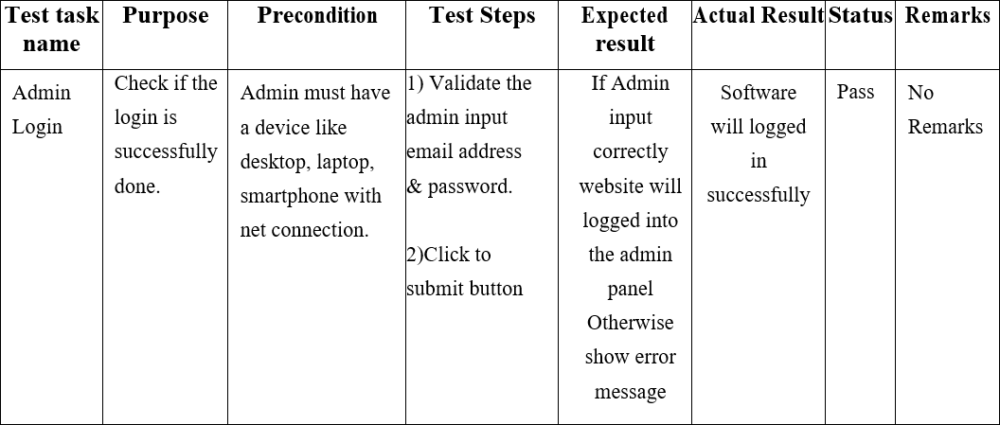 Test task
name
Purpose
Precondition
Test Steps
Expected
result
Actual Result
Status
Remarks
Admin
Login
Check if the
login is
successfully
done.
Admin must have
a device like
desktop, laptop,
smartphone with
net connection.
1) Validate the
admin input
email address
& password.
2)Click to
submit button
If Admin
input
correctly
website will
logged into
the admin
panel
Otherwise
show error
message
Software
will logged
in
successfully
Pass
No
Remarks